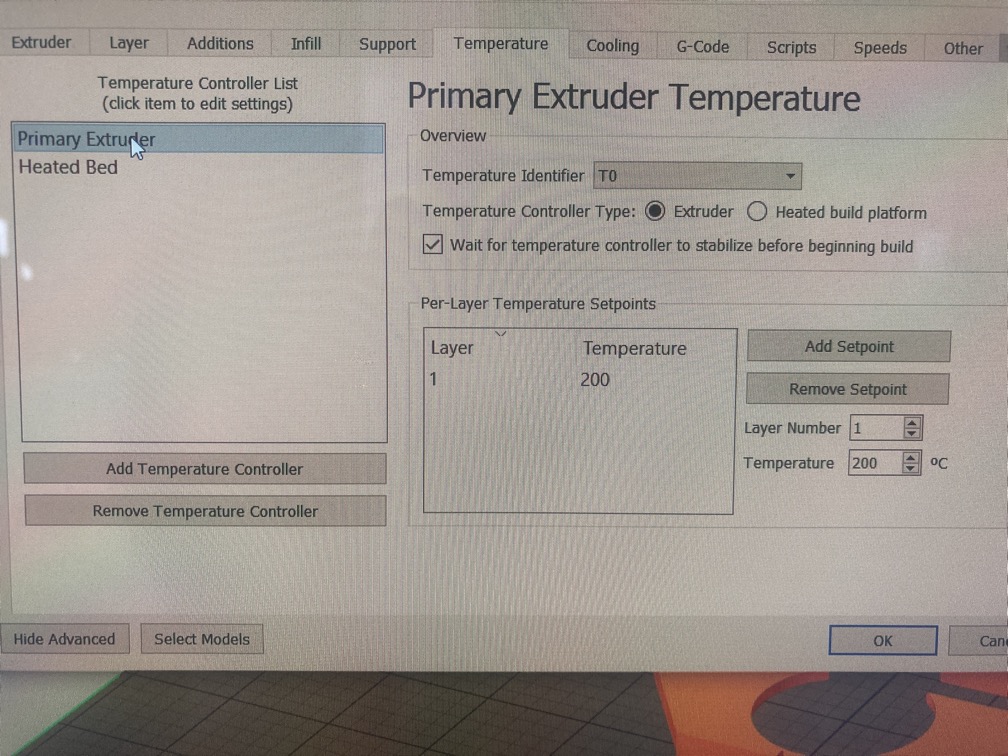 Extruder Layer Additions Infill Support Temperature Cooling G-Code Scripts Speeds Other
Temperature Controller List
(click item to edit settings)
Primary Extruder
Heated Bed
Add Temperature Controller
Remove Temperature Controller
Primary Extruder Temperature
Overview
Temperature Identifier T0
Temperature Controller Type: Extruder Heated build platform
Wait for temperature controller to stabilize before beginning build
Per-Layer Temperature Setpoints
Layer Temperature
1 200
Add Setpoint
Remove Setpoint
Layer Number 1
Temperature 200 ºC
Hide Advanced Select Models OK Can